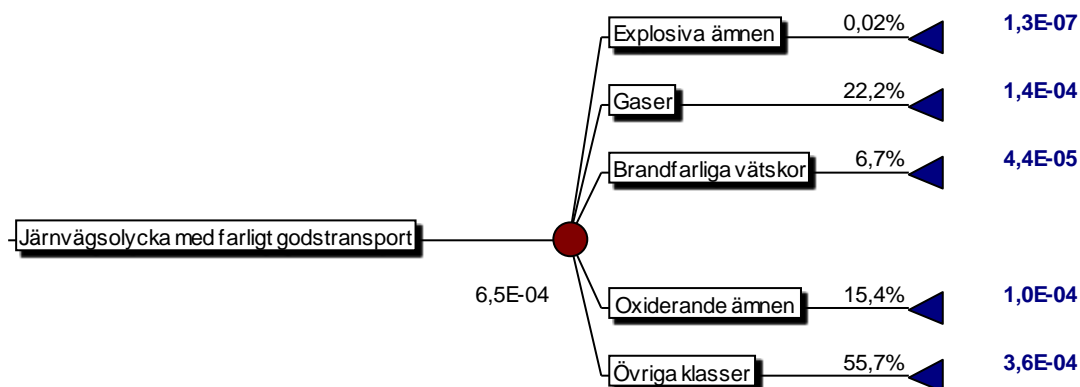 Explosiva ämnen 0,02% 1,3E-07
Gaser 22,2% 1,4E-04
Brandfarliga vätskor 6,7% 4,4E-05
Järnvägsolycka med farligt godstransport
6,5E-04
Oxiderande ämnen 15,4% 1,0E-04
Övriga klasser 55,7% 3,6E-04